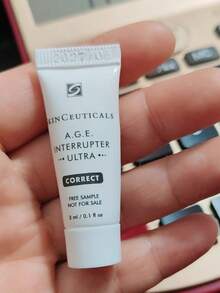 SKINCEUTICALS
A.G.E.
INTERRUPTER
ULTRA
CORRECT
FREE SAMPLE
NOT FOR SALE
3 ml / 0.1 fl oz